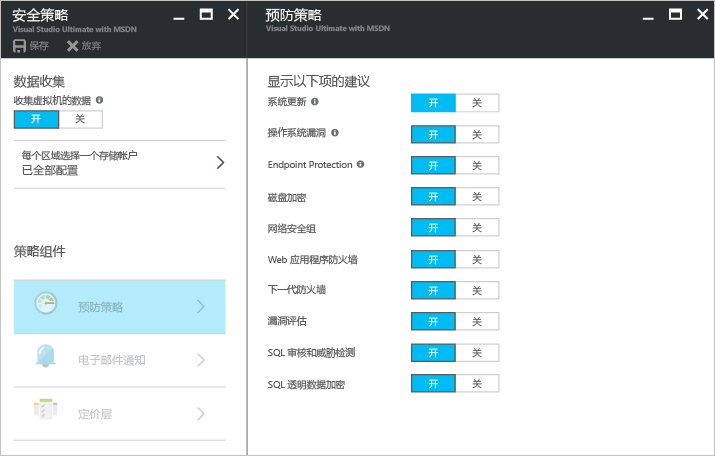 安全策略
Visual Studio Ultimate with MSDN
保存 放弃
数据收集
收集虚拟机的数据
开 关
每个区域选择一个存储帐户
已全部配置
策略组件
预防策略
电子邮件通知
定价层
预防策略
Visual Studio Ultimate with MSDN
显示以下项的建议
系统更新 开 关
操作系统漏洞 开 关
Endpoint Protection 开 关
磁盘加密 开 关
网络安全组 开 关
Web 应用程序防火墙 开 关
下一代防火墙 开 关
漏洞评估 开 关
SQL 审核和威胁检测 开 关
SQL 透明数据加密 开 关